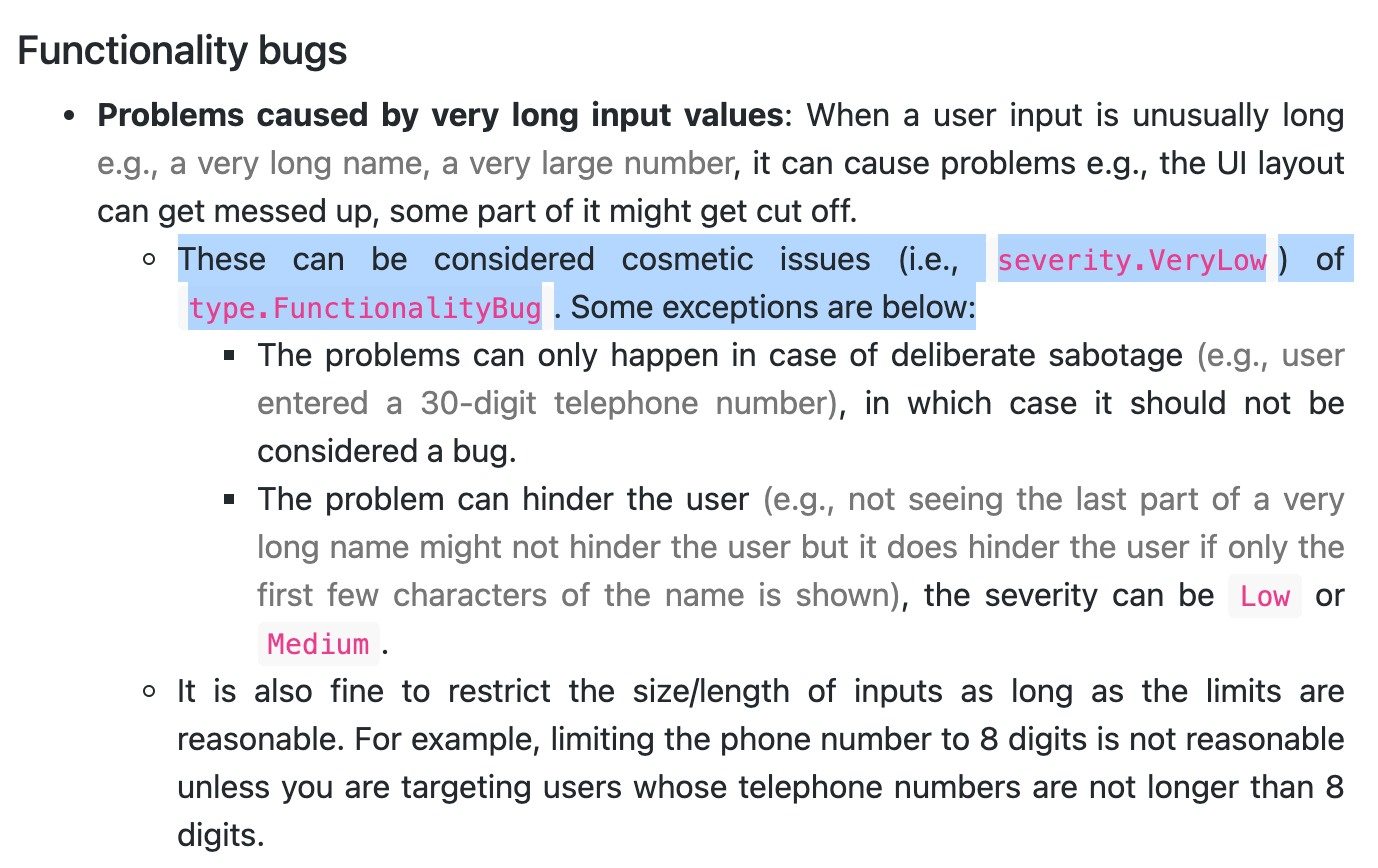 Functionality bugs
• Problems caused by very long input values: When a user input is unusually long
e.g., a very long name, a very large number, it can cause problems e.g., the UI layout
can get messed up, some part of it might get cut off.
○ These can be considered cosmetic issues (i.e., severity.VeryLow ) of
type.FunctionalityBug . Some exceptions are below:
▪ The problems can only happen in case of deliberate sabotage (e.g., user
entered a 30-digit telephone number), in which case it should not be
considered a bug.
▪ The problem can hinder the user (e.g., not seeing the last part of a very
long name might not hinder the user but it does hinder the user if only the
first few characters of the name is shown), the severity can be Low or
Medium .
○ It is also fine to restrict the size/length of inputs as long as the limits are
reasonable. For example, limiting the phone number to 8 digits is not reasonable
unless you are targeting users whose telephone numbers are not longer than 8
digits.